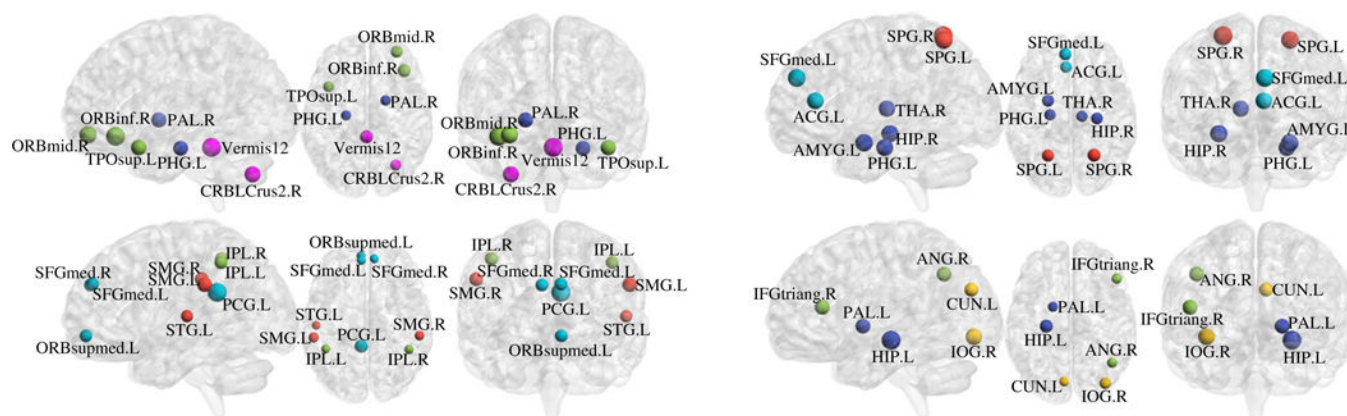 ORBmid.R
ORBinf.R
TPOsup.L
PAL.R
PHG.L
Vermis12
CRBLCrus2.R
ORBmid.R
ORBinf.R
TPOsup.L
PAL.R
PHG.L
Vermis12
CRBLCrus2.R
PAL.R
ORBmid.R
PHG.L
ORBinf.R
Vermis12
TPOsup.L
CRBLCrus2.R
SPG.R
SPG.L
SFGmed.L
ACG.L
THA.R
HIP.R
AMYG.L
PHG.L
SFGmed.L
ACG.L
AMYG.L
THA.R
PHG.L
HIP.R
SPG.L
SPG.R
SPG.R
SPG.L
SFGmed.L
THA.R
ACG.L
AMYG.L
HIP.R
PHG.L
IPL.R
SMG.R
IPL.L
SFGmed.R
SMG.L
SFGmed.L
PCG.L
STG.L
ORBsupmed.L
ORBsupmed.L
SFGmed.L
SFGmed.R
STG.L
SMG.L
PCG.L
SMG.R
IPL.L
IPL.R
IPL.R
IPL.L
SFGmed.R
SFGmed.L
SMG.R
SMG.L
PCG.L
STG.L
ORBsupmed.L
ANG.R
CUN.L
IFGtriang.R
PAL.L
HIP.L
IOG.R
IFGtriang.R
PAL.L
HIP.L
ANG.R
CUN.L
IOG.R
ANG.R
CUN.L
IFGtriang.R
PAL.L
IOG.R
HIP.L